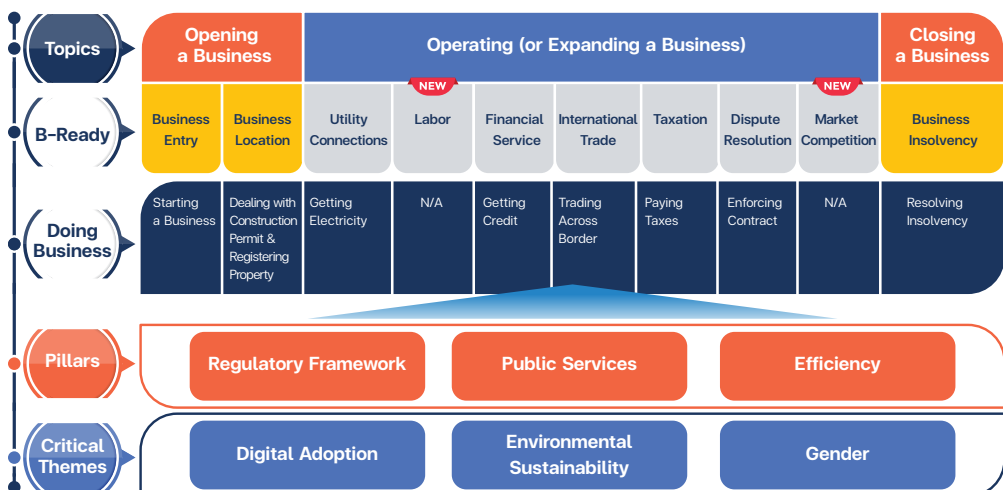 Topics
Opening
a Business
Operating (or Expanding a Business)
Closing
a Business
B-Ready
Business
Entry
Business
Location
Utility
Connections
NEW
Labor
Financial
Service
International
Trade
Taxation
Dispute
Resolution
NEW
Market
Competition
Business
Insolvency
Doing
Business
Starting
a Business
Dealing with
Construction
Permit &
Registering
Property
Getting
Electricity
N/A
Getting
Credit
Trading
Across
Border
Paying
Taxes
Enforcing
Contract
N/A
Resolving
Insolvency
Pillars
Regulatory Framework
Public Services
Efficiency
Critical
Themes
Digital Adoption
Environmental
Sustainability
Gender